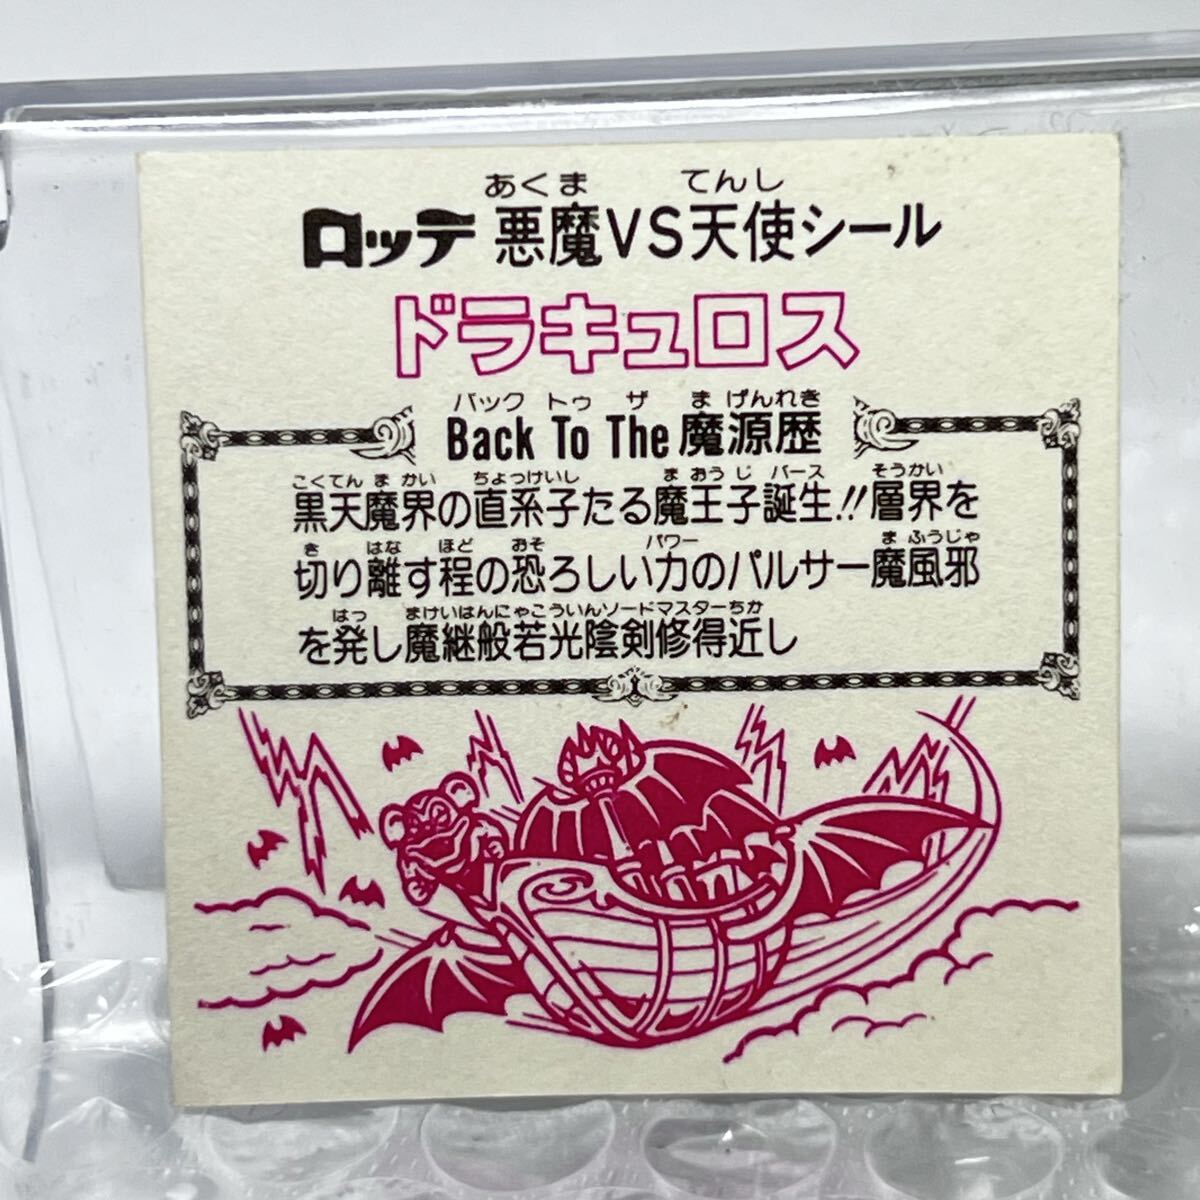 あくま てんし
ロッテ 悪魔VS天使シール
ドラキュロス
バック トゥ ザ まげんれき
Back To The 魔源歴
こくてんまかい ちょっけいし まおうじ バース そうかい
黒天魔界の直系子たる魔王子誕生!!層界を
き はな ほど おそ パワー まふうじゃ
切り離す程の恐ろしい力のパルサー魔風邪
はっ まけいはんにゃこういんソードマスターちか
を発し魔継般若光陰剣修得近し